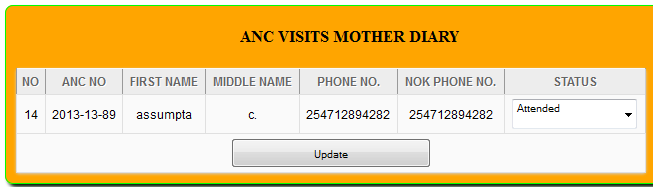 ANC VISITS MOTHER DIARY
NO ANC NO FIRST NAME MIDDLE NAME PHONE NO. NOK PHONE NO. STATUS
14 2013-13-89 assumpta c. 254712894282 254712894282 Attended
Update